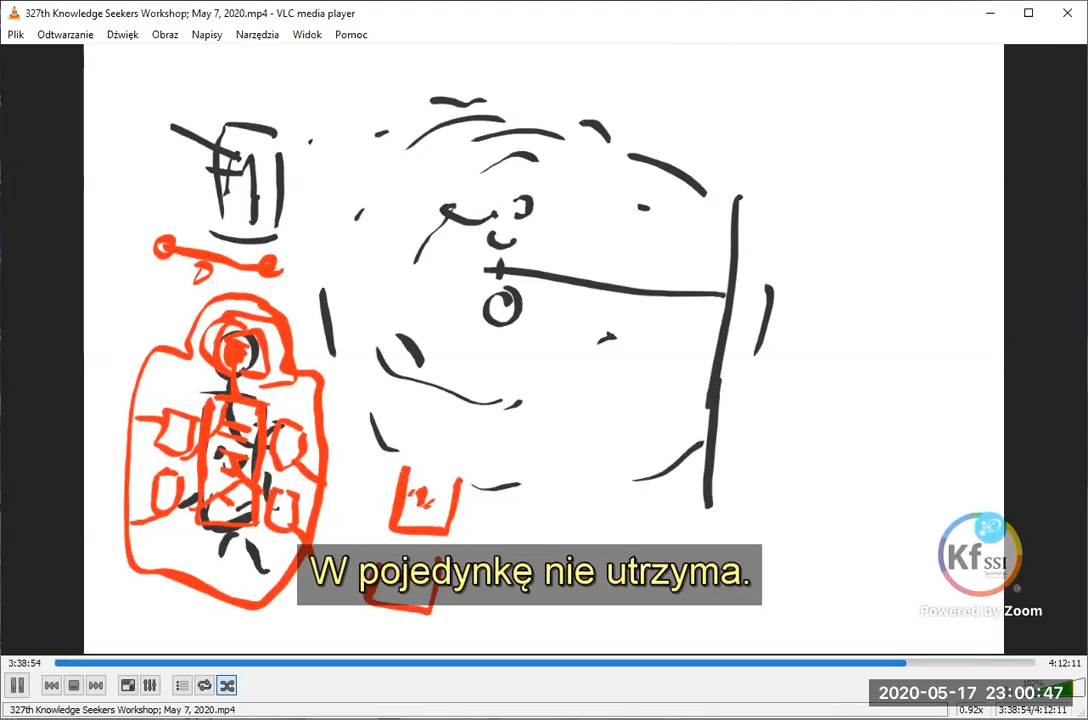 327th Knowledge Seekers Workshop; May 7, 2020.mp4 - VLC media player
Plik Odtwarzanie Dźwięk Obraz Napisy Narzędzia Widok Pomoc
W pojedynkę nie utrzyma.
Kf SSI
Powered by Zoom
3:38:54 4:12:11
102%
2020-05-17 23:00:47
327th Knowledge Seekers Workshop; May 7, 2020.mp4 0.92x 3:38:54/4:12:11